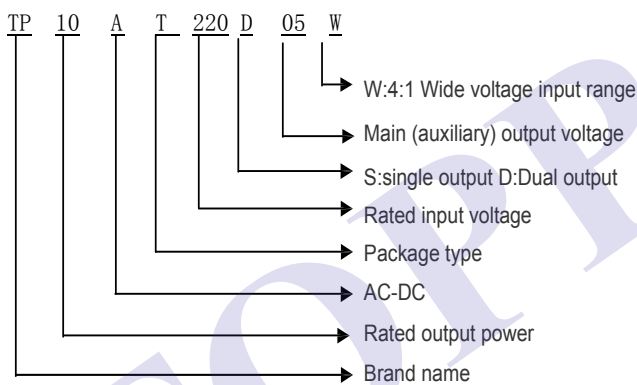 TP 10 A T 220 D 05 W
W:4:1 Wide voltage input range
Main (auxiliary) output voltage
S:single output D:Dual output
Rated input voltage
Package type
AC-DC
Rated output power
Brand name